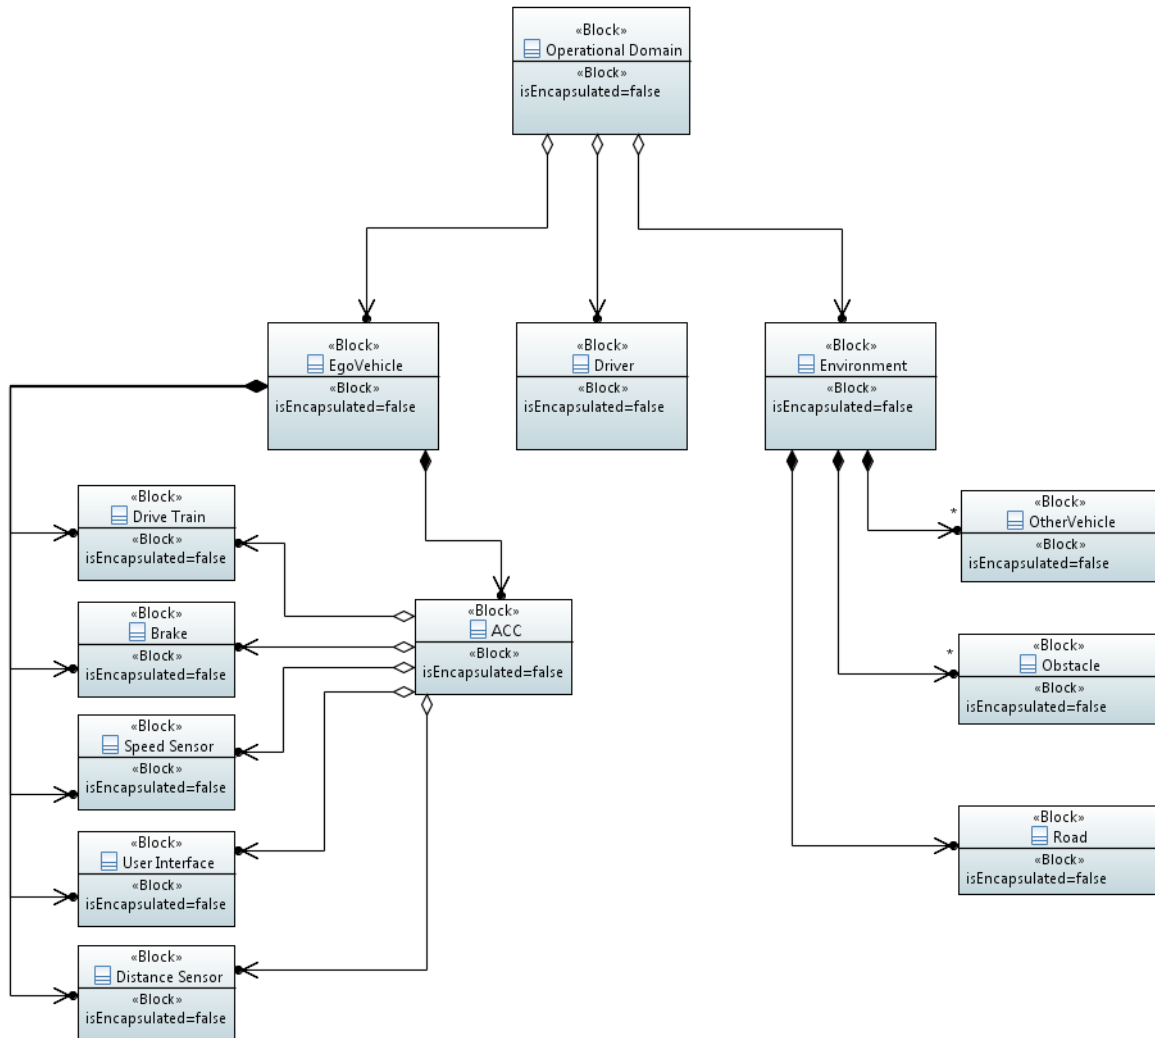 «Block»
Operational Domain
«Block»
isEncapsulated=false
«Block»
EgoVehicle
«Block»
isEncapsulated=false
«Block»
Driver
«Block»
isEncapsulated=false
«Block»
Environment
«Block»
isEncapsulated=false
«Block»
Drive Train
«Block»
isEncapsulated=false
«Block»
Brake
«Block»
isEncapsulated=false
«Block»
Speed Sensor
«Block»
isEncapsulated=false
«Block»
User Interface
«Block»
isEncapsulated=false
«Block»
Distance Sensor
«Block»
isEncapsulated=false
«Block»
ACC
«Block»
isEncapsulated=false
*
«Block»
OtherVehicle
«Block»
isEncapsulated=false
*
«Block»
Obstacle
«Block»
isEncapsulated=false
«Block»
Road
«Block»
isEncapsulated=false